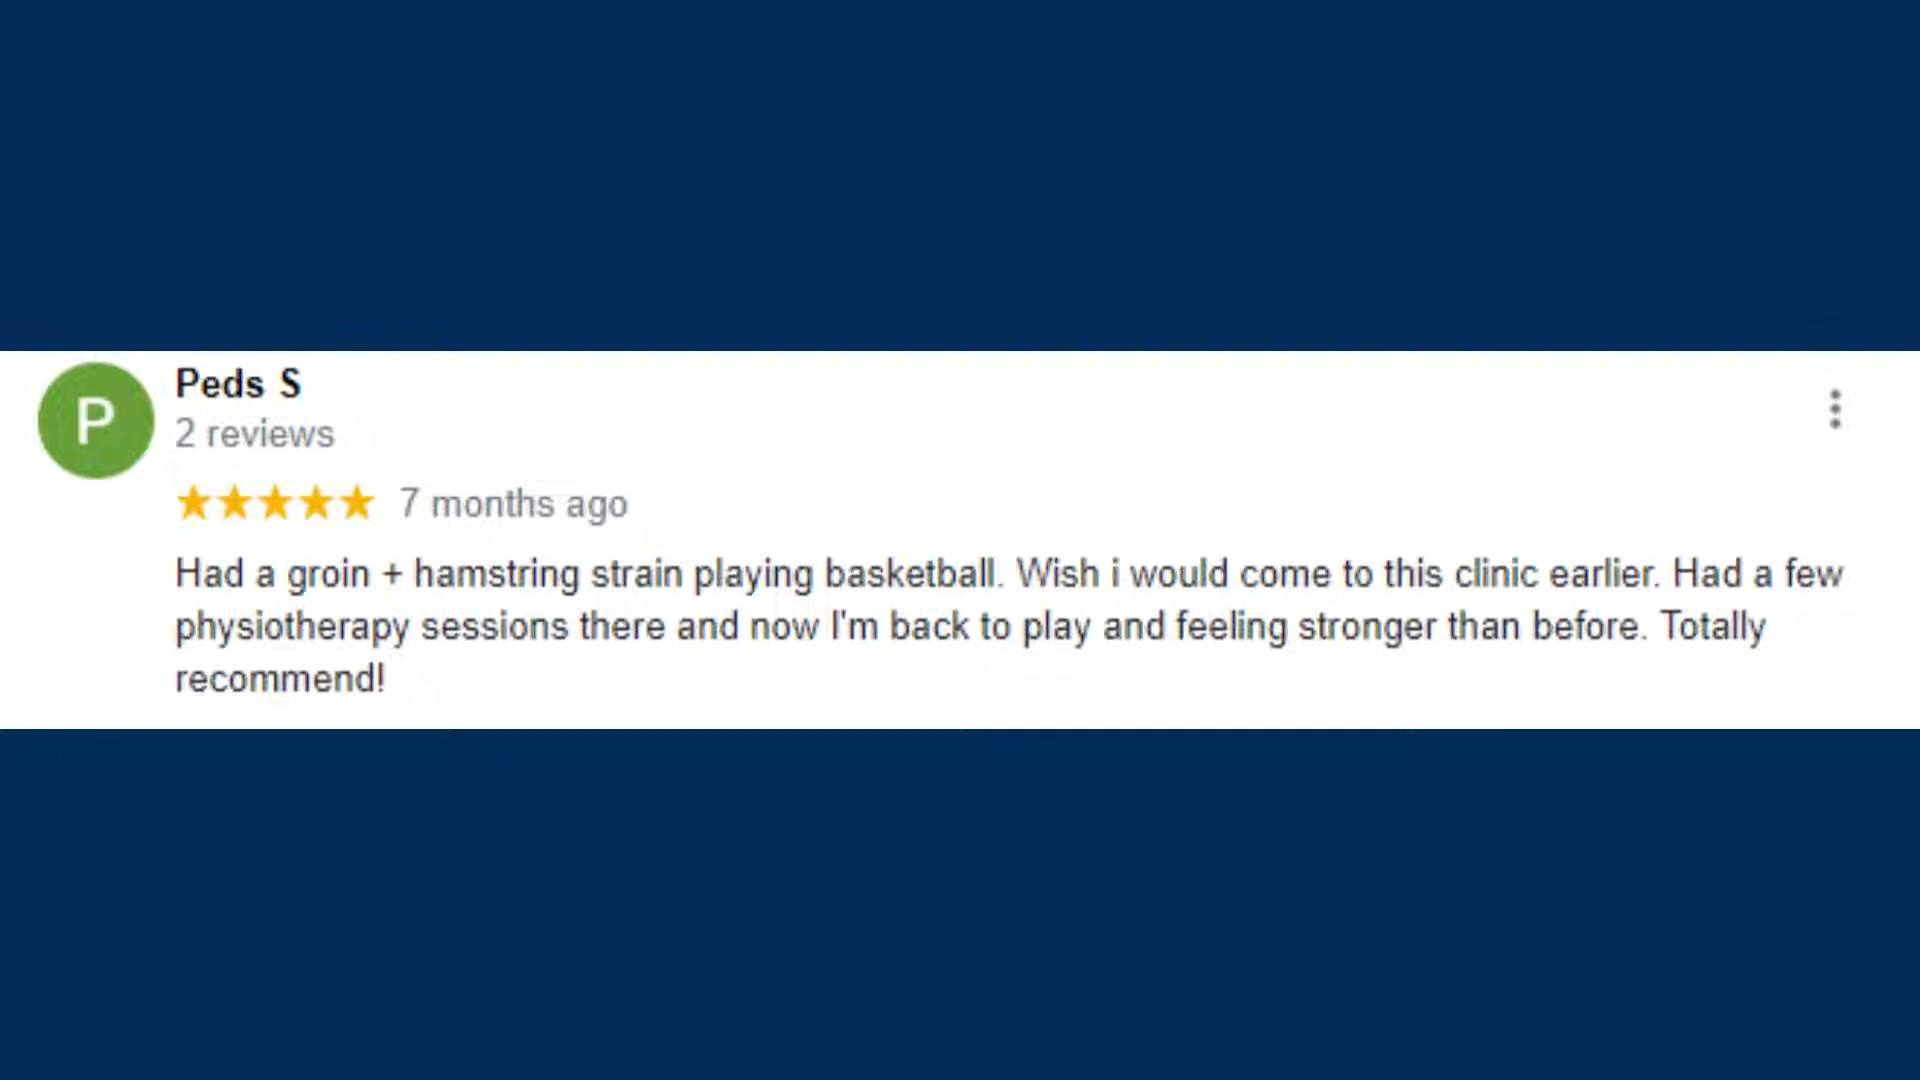 P
Peds S
2 reviews
★★★★★ 7 months ago
Had a groin + hamstring strain playing basketball. Wish i would come to this clinic earlier. Had a few
physiotherapy sessions there and now I'm back to play and feeling stronger than before. Totally
recommend!